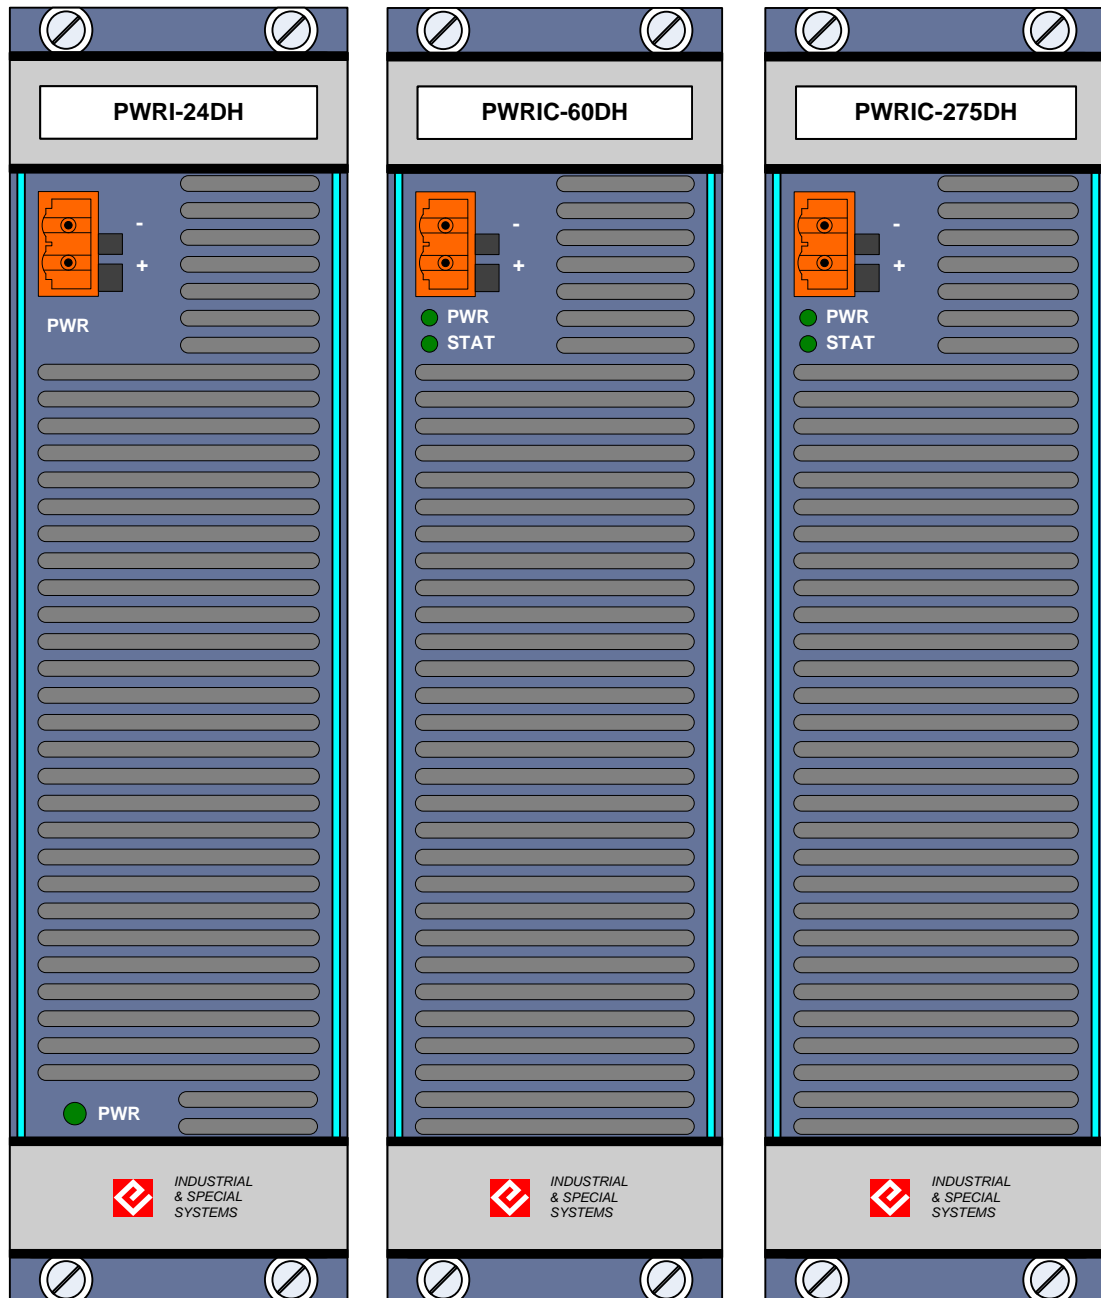 PWRI-24DH
-
+
PWR
PWR
INDUSTRIAL
& SPECIAL
SYSTEMS
PWRIC-60DH
-
+
PWR
STAT
INDUSTRIAL
& SPECIAL
SYSTEMS
PWRIC-275DH
-
+
PWR
STAT
INDUSTRIAL
& SPECIAL
SYSTEMS